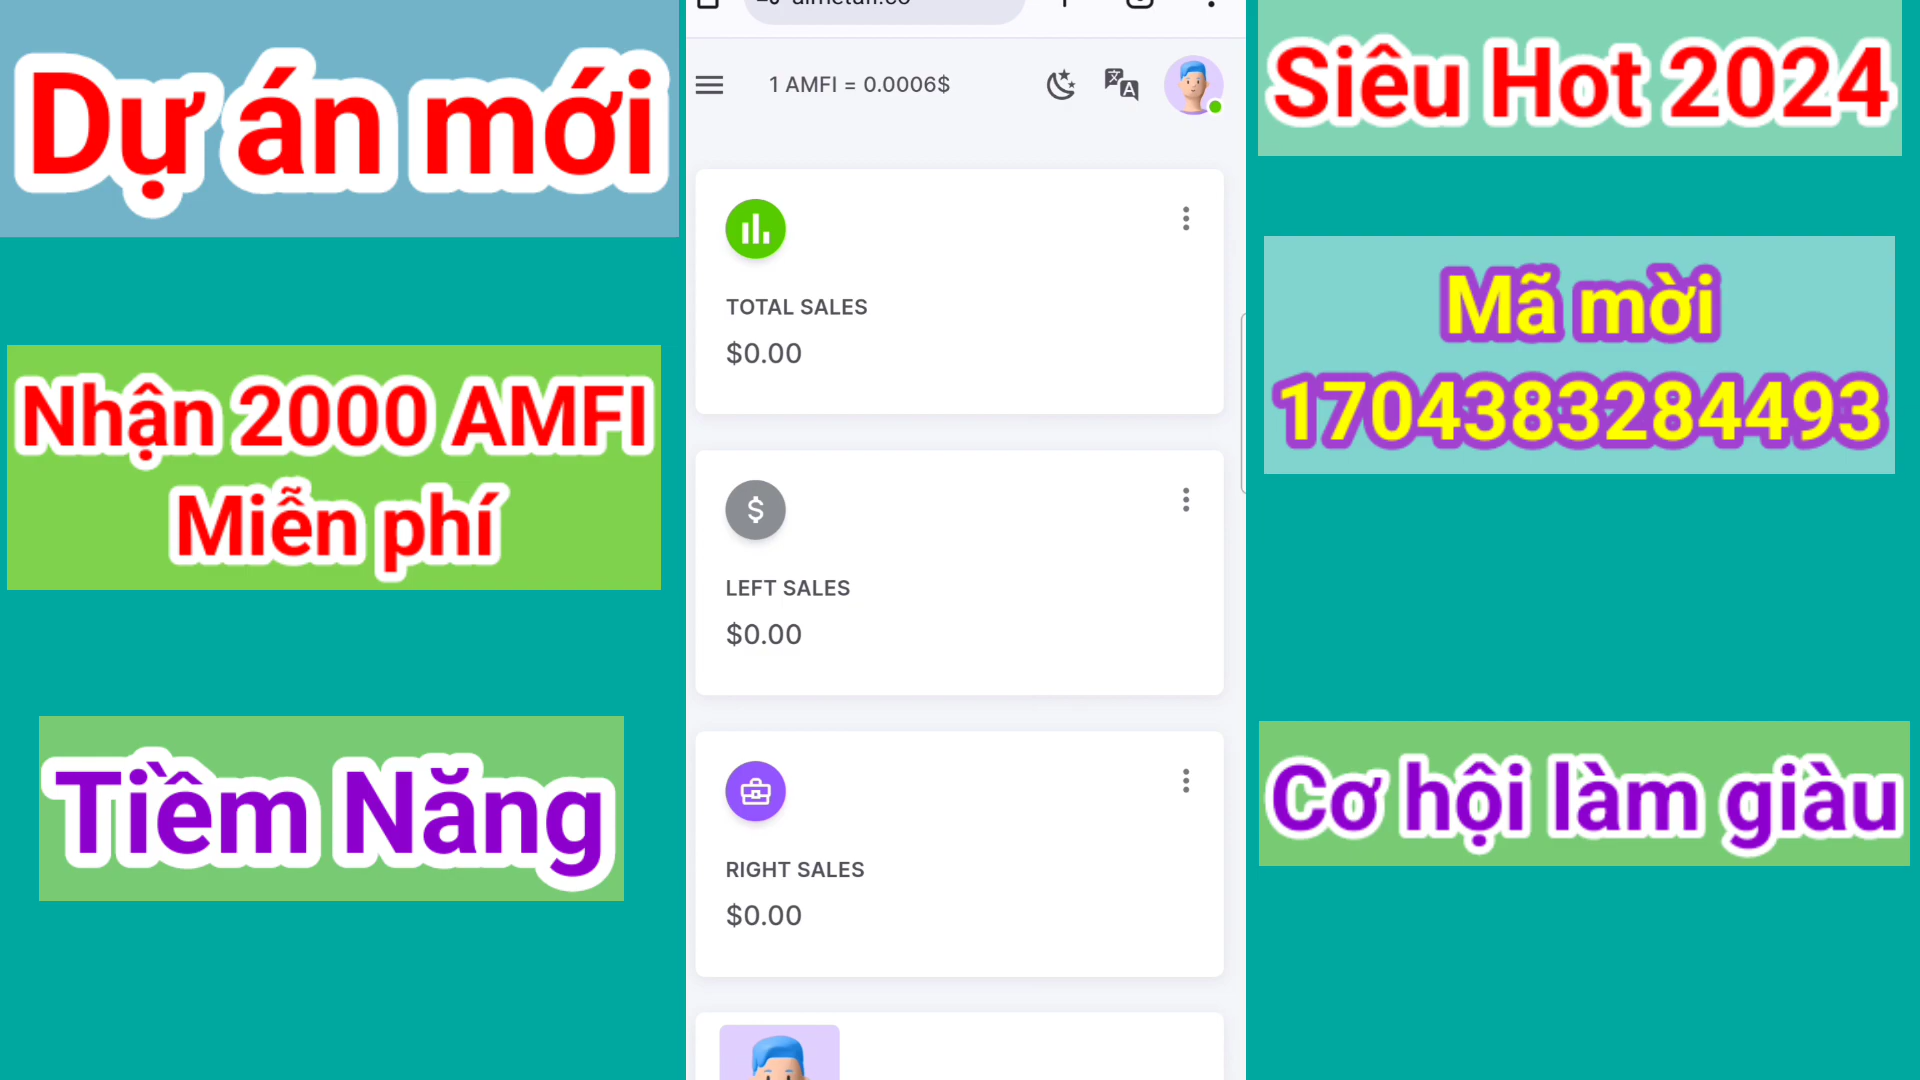 Dự án mới
Nhận 2000 AMFI
Miễn phí
Tiềm Năng
1 AMFI = 0.0006$
TOTAL SALES
$0.00
LEFT SALES
$0.00
RIGHT SALES
$0.00
Siêu Hot 2024
Mã mời
1704383284493
Cơ hội làm giàu